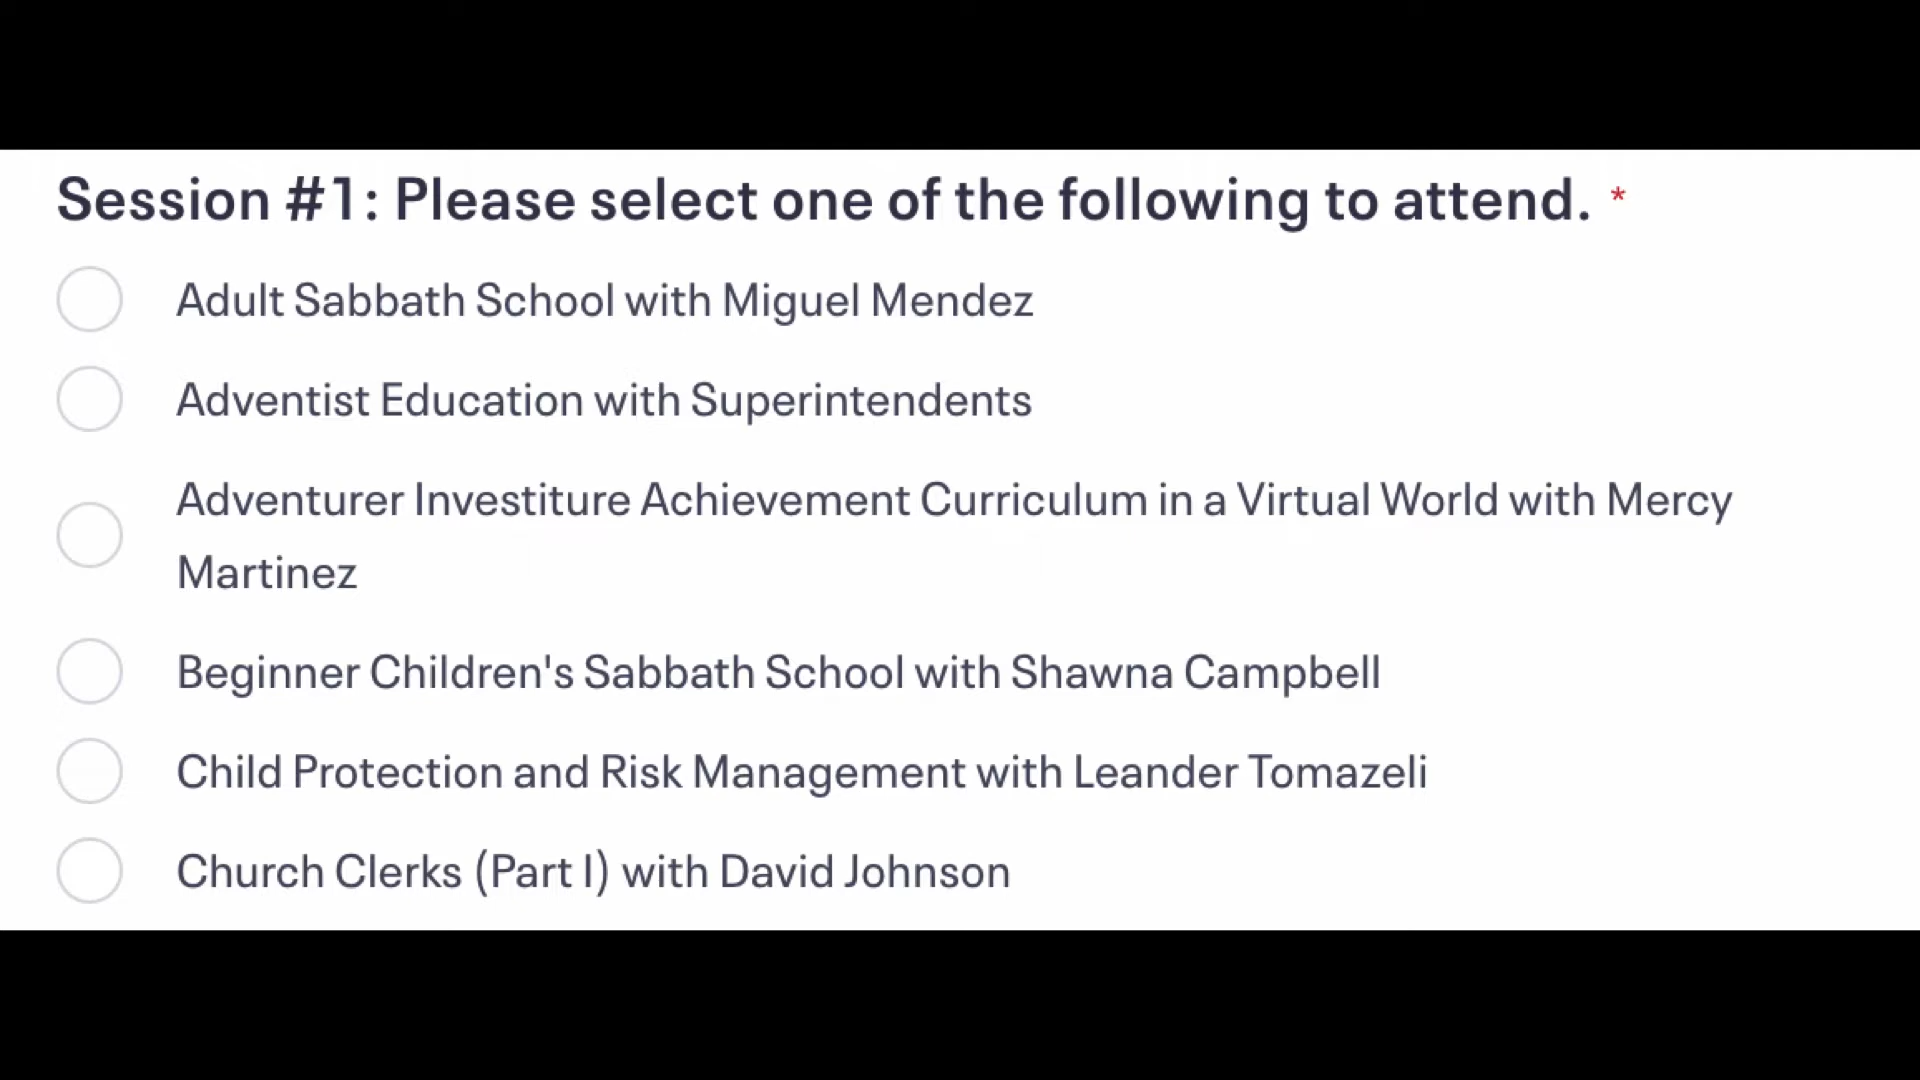 Session #1: Please select one of the following to attend. *
Adult Sabbath School with Miguel Mendez
Adventist Education with Superintendents
Adventurer Investiture Achievement Curriculum in a Virtual World with Mercy
Martinez
Beginner Children's Sabbath School with Shawna Campbell
Child Protection and Risk Management with Leander Tomazeli
Church Clerks (Part I) with David Johnson